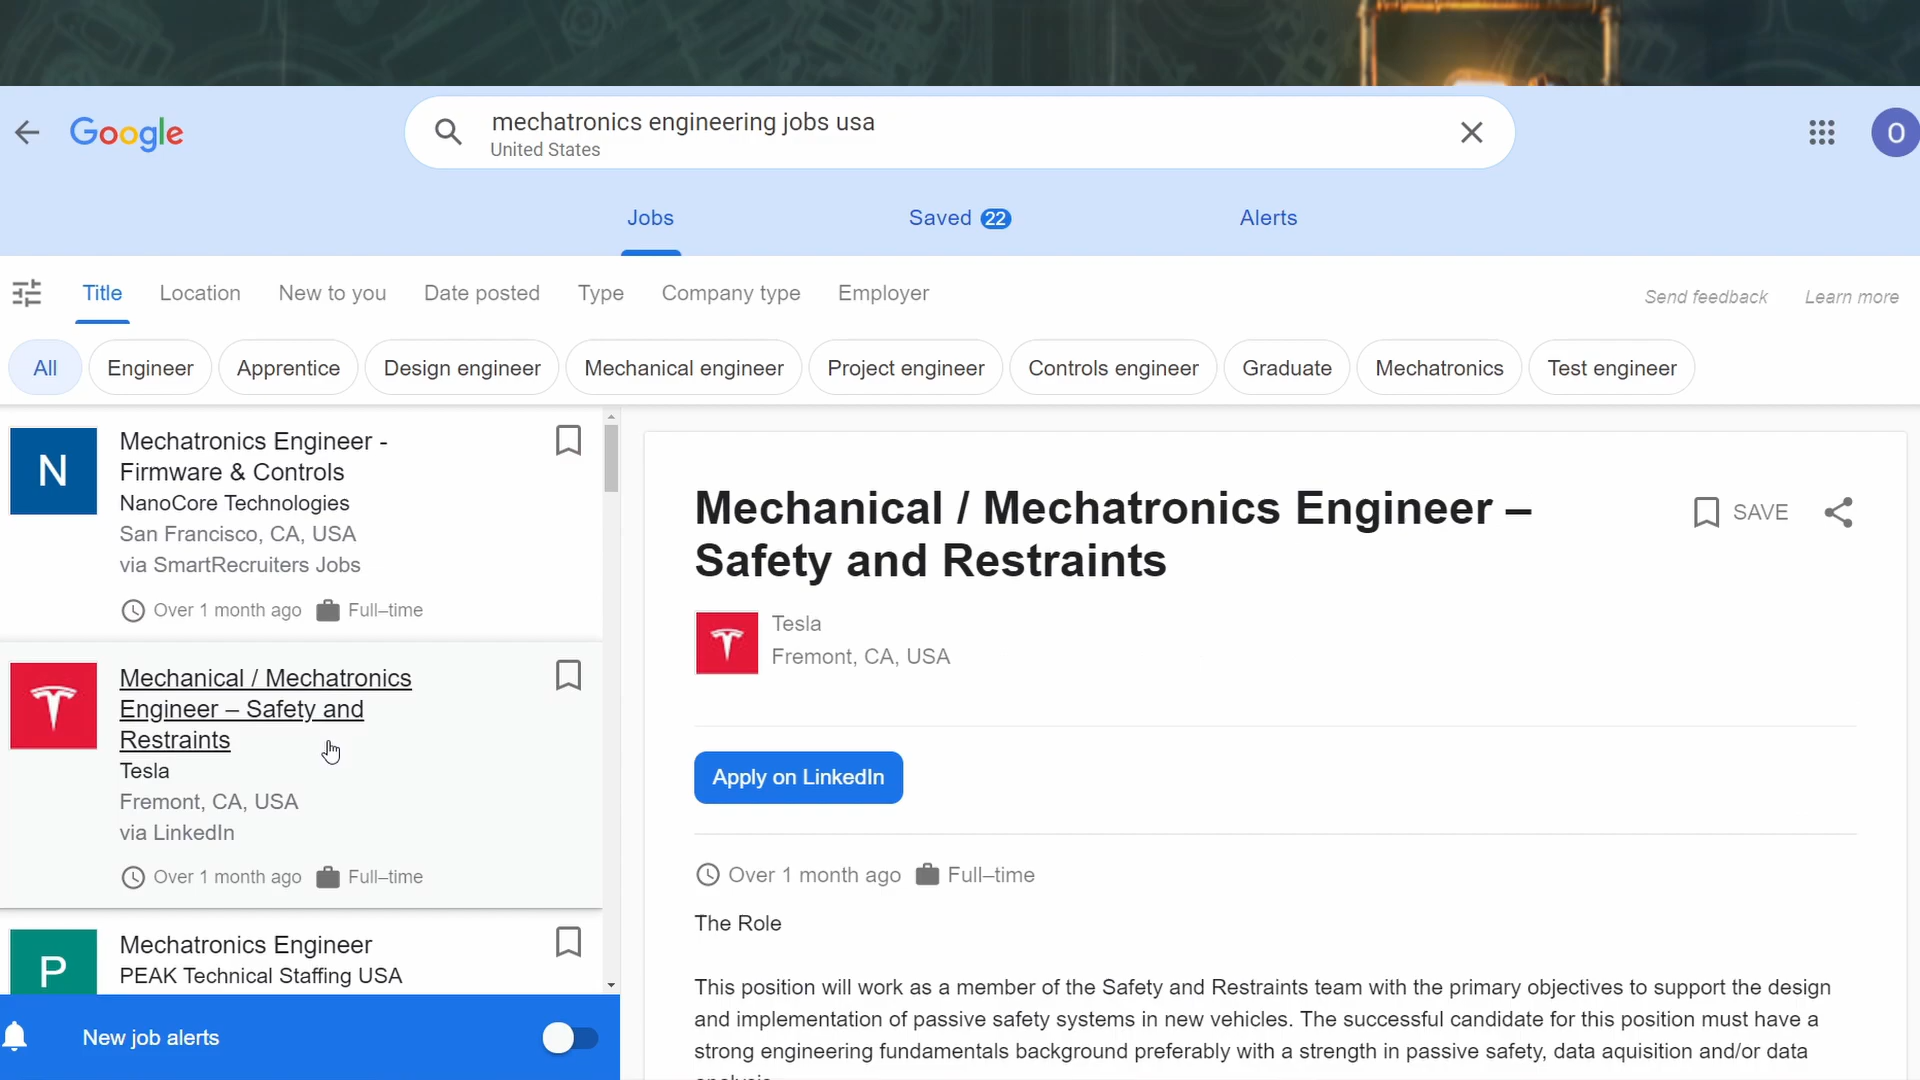 Google
mechatronics engineering jobs usa
United States
O
Jobs
Saved 22
Alerts
Title
Location
New to you
Date posted
Type
Company type
Employer
Send feedback
Learn more
All
Engineer
Apprentice
Design engineer
Mechanical engineer
Project engineer
Controls engineer
Graduate
Mechatronics
Test engineer
N
Mechatronics Engineer -
Firmware & Controls
NanoCore Technologies
San Francisco, CA, USA
via SmartRecruiters Jobs
Over 1 month ago Full–time
Mechanical / Mechatronics
Engineer – Safety and
Restraints
Tesla
Fremont, CA, USA
via LinkedIn
Over 1 month ago Full–time
P
Mechatronics Engineer
PEAK Technical Staffing USA
New job alerts
Mechanical / Mechatronics Engineer –
Safety and Restraints
SAVE
Tesla
Fremont, CA, USA
Apply on LinkedIn
Over 1 month ago Full–time
The Role
This position will work as a member of the Safety and Restraints team with the primary objectives to support the design
and implementation of passive safety systems in new vehicles. The successful candidate for this position must have a
strong engineering fundamentals background preferably with a strength in passive safety, data aquisition and/or data